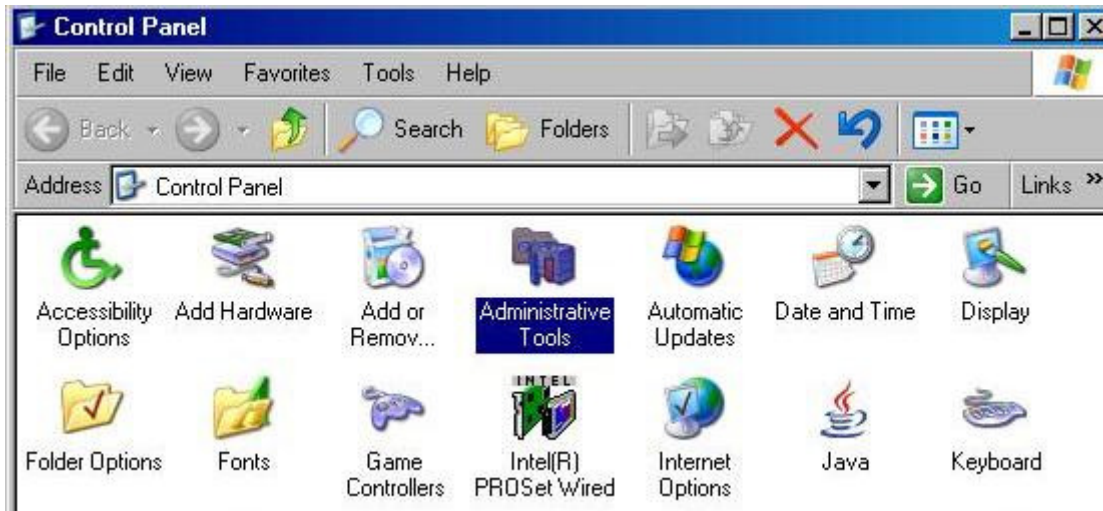 Control Panel
File Edit View Favorites Tools Help
Back Search Folders
Address Control Panel Go Links »
Accessibility Options
Add Hardware
Add or Remov...
Administrative Tools
Automatic Updates
Date and Time
Display
Folder Options
Fonts
Game Controllers
INTEL
Intel(R) PROSet Wired
Internet Options
Java
Keyboard